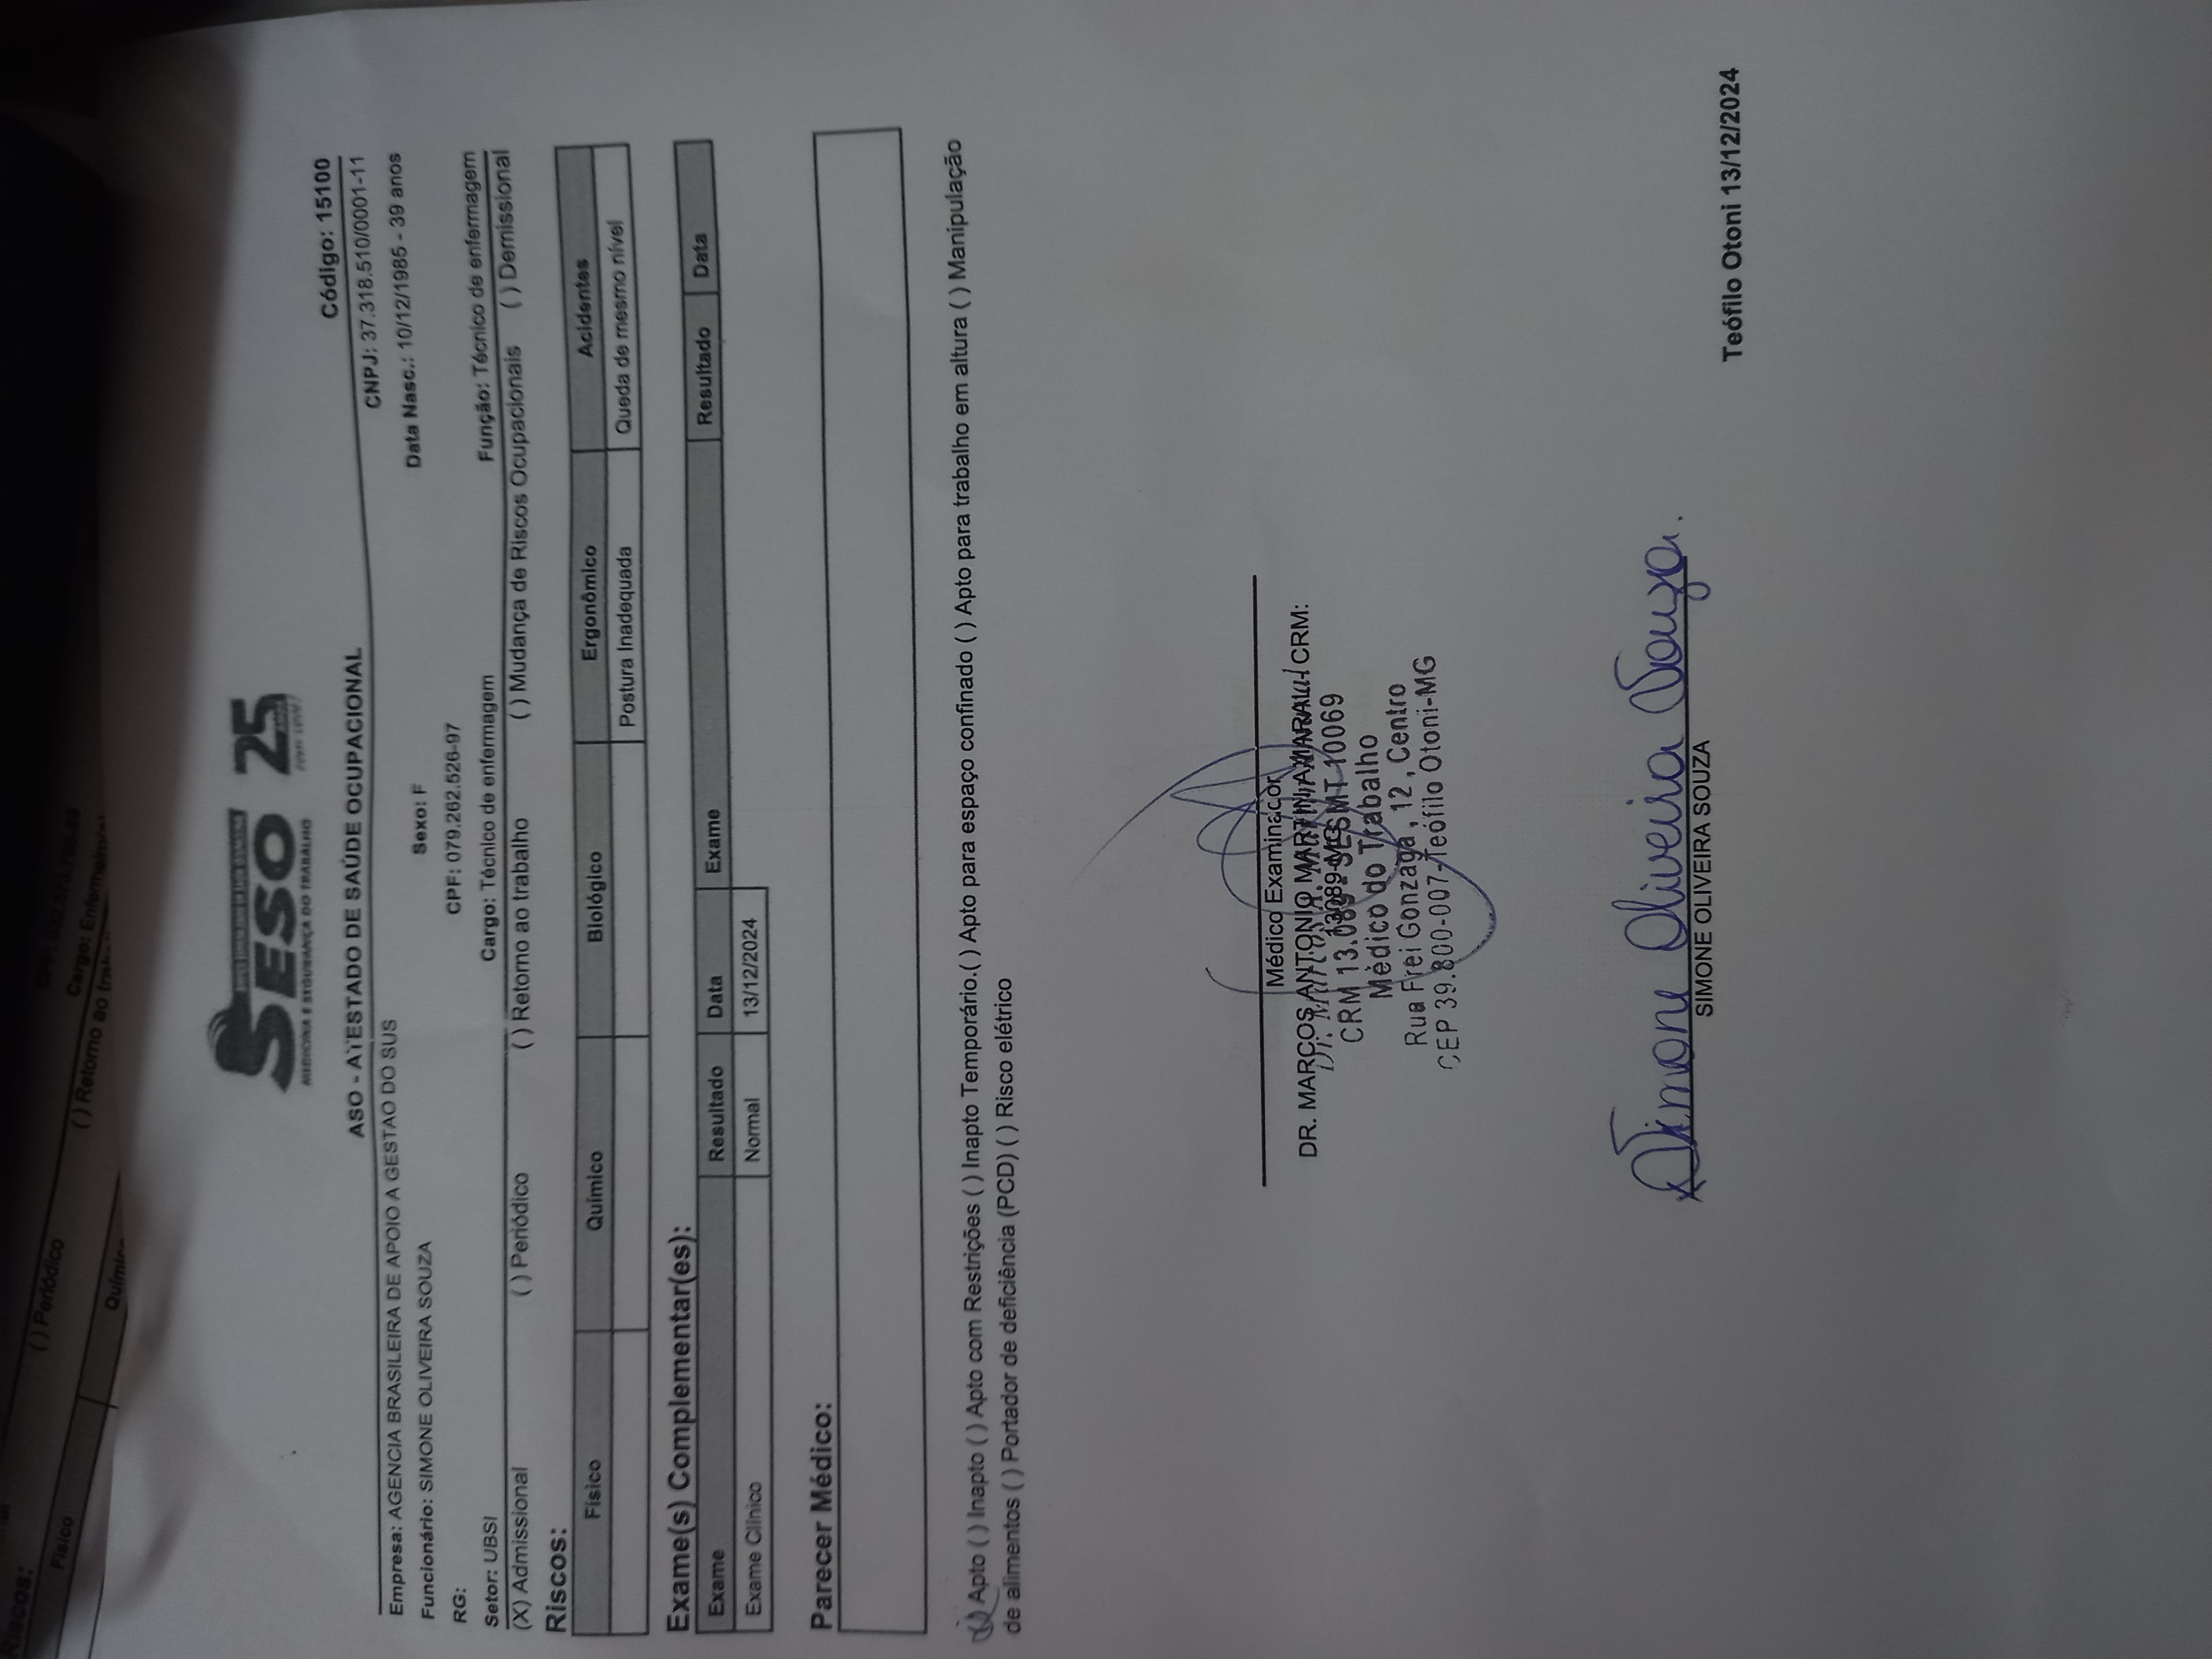 Riscos:
( ) Periódico
Físico
( ) Retorno ao
Cargo: Enfermeiro(a)
SESO 25
MEDICINA E SEGURANÇA DO TRABALHO
Código: 15100
ASO - ATESTADO DE SAÚDE OCUPACIONAL
Empresa: AGENCIA BRASILEIRA DE APOIO A GESTAO DO SUS CNPJ: 37.318.510/0001-11
Funcionário: SIMONE OLIVEIRA SOUZA Sexo: F Data Nasc.: 10/12/1985 - 39 anos
RG: CPF: 079.262.526-97
Setor: UBSI Cargo: Técnico de enfermagem Função: Técnico de enfermagem
(X) Admissional ( ) Periódico ( ) Retorno ao trabalho ( ) Mudança de Riscos Ocupacionais ( ) Demissional
Riscos:
Físico Químico Biológico Ergonômico Acidentes
Postura Inadequada Queda de mesmo nível
Exame(s) Complementar(es):
Exame Resultado Data Exame Resultado Data
Exame Clínico Normal 13/12/2024
Parecer Médico:
(X) Apto ( ) Inapto ( ) Apto com Restrições ( ) Inapto Temporário.( ) Apto para espaço confinado ( ) Apto para trabalho em altura ( ) Manipulação
de alimentos ( ) Portador de deficiência (PCD) ( ) Risco elétrico
Médico Examinador
DR. MARCOS ANTONIO MARTIN AMARAL - CRM:
Dr. Marcos A. Martin Amaral
13089-MG
CRM 13.089 - SESMT 10069
Médico do Trabalho
Rua Frei Gonzaga , 12 , Centro
CEP 39.800-007-Teófilo Otoni-MG
Simone Oliveira Souza.
SIMONE OLIVEIRA SOUZA
Teófilo Otoni 13/12/2024